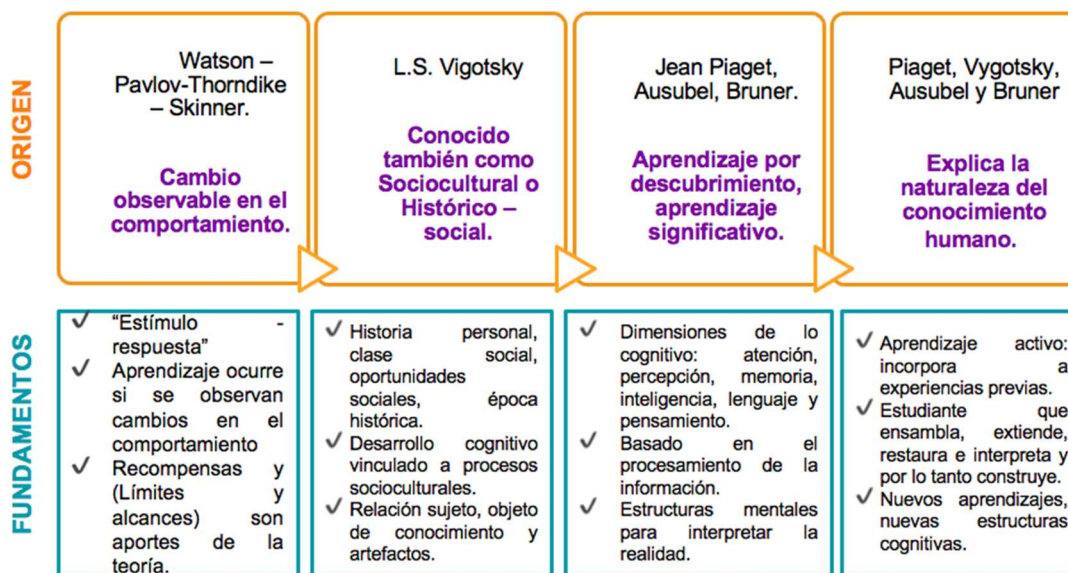 ORIGEN
Watson –
Pavlov-Thorndike
– Skinner.
Cambio
observable en el
comportamiento.
L.S. Vigotsky
Conocido
también como
Sociocultural o
Histórico –
social.
Jean Piaget,
Ausubel, Bruner.
Aprendizaje por
descubrimiento,
aprendizaje
significativo.
Piaget, Vygotsky,
Ausubel y Bruner
Explica la
naturaleza del
conocimiento
humano.
FUNDAMENTOS
✓ “Estímulo -
respuesta”
✓ Aprendizaje ocurre
si se observan
cambios en el
comportamiento
✓ Recompensas y
(Límites y
alcances) son
aportes de la
teoría.
✓ Historia personal,
clase social,
oportunidades
sociales, época
histórica.
✓ Desarrollo cognitivo
vinculado a procesos
socioculturales.
✓ Relación sujeto, objeto
de conocimiento y
artefactos.
✓ Dimensiones de lo
cognitivo: atención,
percepción, memoria,
inteligencia, lenguaje y
pensamiento.
✓ Basado en el
procesamiento de la
información.
✓ Estructuras mentales
para interpretar la
realidad.
✓ Aprendizaje activo:
incorpora a
experiencias previas.
✓ Estudiante que
ensambla, extiende,
restaura e interpreta y
por lo tanto construye.
✓ Nuevos aprendizajes,
nuevas estructuras
cognitivas.